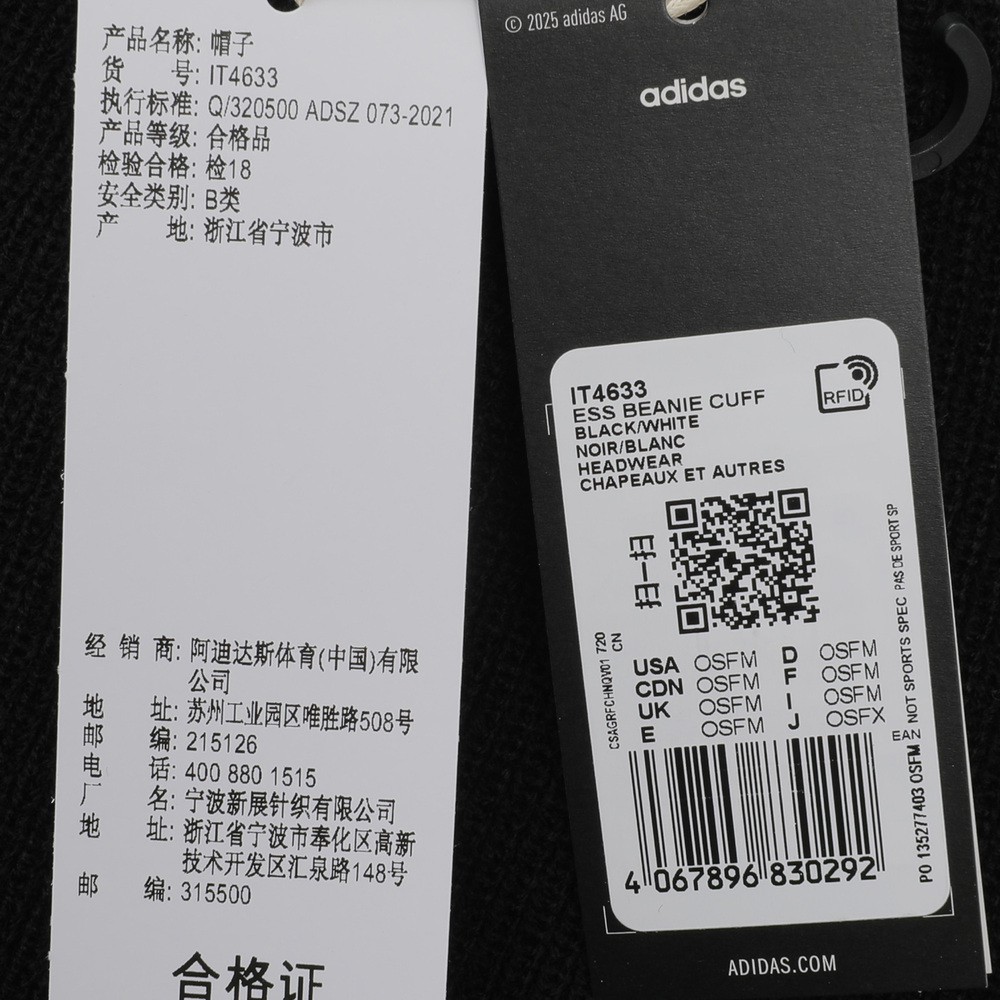 产品名称: 帽子
货 号: IT4633
执行标准: Q/320500 ADSZ 073-2021
产品等级: 合格品
检验合格: 检18
安全类别: B类
产 地: 浙江省宁波市
经 销 商: 阿迪达斯体育(中国)有限
公司
地 址: 苏州工业园区唯胜路508号
邮 编: 215126
电 话: 400 880 1515
厂 名: 宁波新展针织有限公司
地 址: 浙江省宁波市奉化区高新
技术开发区汇泉路148号
邮 编: 315500
合格证
© 2025 adidas AG
adidas
IT4633
ESS BEANIE CUFF
BLACK/WHITE
NOIR/BLANC
HEADWEAR
CHAPEAUX ET AUTRES
RFID
扫一扫
CSAGRFCHNQV01 720
CN
USA OSFM D OSFM
CDN OSFM F OSFM
UK OSFM I OSFM
E OSFM J OSFX
EAN
NOT SPORTS SPEC PAS DE SPORT SP
PO 135277403 OSFM
4 067896 830292
ADIDAS.COM